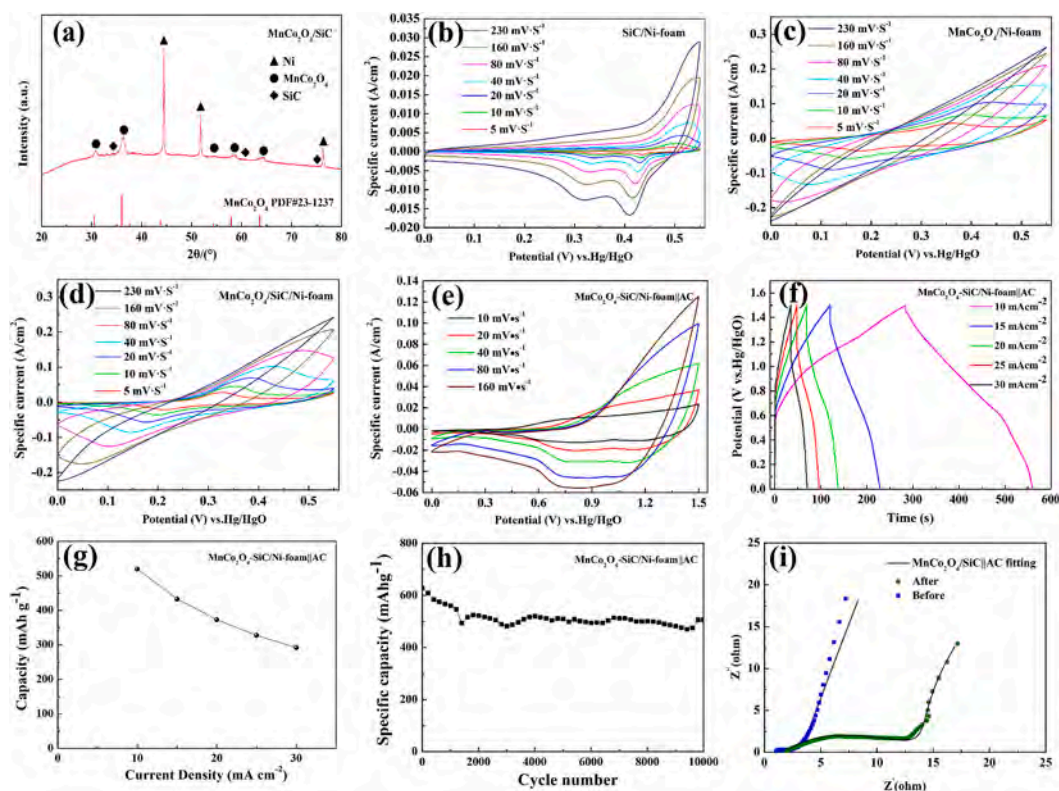 (a)
MnCo₂O₄/SiC
▲ Ni
● MnCo₂O₄
◆ SiC
Intensity (a.u.)
MnCo₂O₄ PDF#23-1237
20 30 40 50 60 70 80
2θ/(°)
(b)
SiC/Ni-foam
230 mV·S⁻¹
160 mV·S⁻¹
80 mV·S⁻¹
40 mV·S⁻¹
20 mV·S⁻¹
10 mV·S⁻¹
5 mV·S⁻¹
Specific current (A/cm²)
0.030
0.025
0.020
0.015
0.010
0.005
0.000
-0.005
-0.010
-0.015
-0.020
0.0 0.1 0.2 0.3 0.4 0.5
Potential (V) vs.Hg/HgO
(c)
MnCo₂O₄/Ni-foam
230 mV·S⁻¹
160 mV·S⁻¹
80 mV·S⁻¹
40 mV·S⁻¹
20 mV·S⁻¹
10 mV·S⁻¹
5 mV·S⁻¹
Specific current (A/cm²)
0.3
0.2
0.1
0.0
-0.1
-0.2
0.0 0.1 0.2 0.3 0.4 0.5
Potential (V) vs.Hg/HgO
(d)
MnCo₂O₄/SiC/Ni-foam
230 mV·S⁻¹
160 mV·S⁻¹
80 mV·S⁻¹
40 mV·S⁻¹
20 mV·S⁻¹
10 mV·S⁻¹
5 mV·S⁻¹
Specific current (A/cm²)
0.3
0.2
0.1
0.0
-0.1
-0.2
0.0 0.1 0.2 0.3 0.4 0.5
Potential (V) vs.Hg/HgO
(e)
MnCo₂O₄-SiC/Ni-foam||AC
10 mV•s⁻¹
20 mV•s⁻¹
40 mV•s⁻¹
80 mV•s⁻¹
160 mV•s⁻¹
Specific current (A/cm²)
0.12
0.09
0.06
0.03
0.00
-0.03
-0.06
0.0 0.3 0.6 0.9 1.2 1.5
Potential (V) vs.Hg/HgO
(f)
MnCo₂O₄-SiC/Ni-foam||AC
10 mAcm⁻²
15 mAcm⁻²
20 mAcm⁻²
25 mAcm⁻²
30 mAcm⁻²
Potential (V vs.Hg/HgO)
1.6
1.4
1.2
1.0
0.8
0.6
0.4
0.2
0.0
0 100 200 300 400 500 600
Time (s)
(g)
MnCo₂O₄-SiC/Ni-foam||AC
Capacity (mAh g⁻¹)
600
500
400
300
200
100
0
0 10 20 30
Current Density (mA cm⁻²)
(h)
MnCo₂O₄-SiC/Ni-foam||AC
Specific capacity (mAhg⁻¹)
800
600
400
200
0
0 2000 4000 6000 8000 10000
Cycle number
(i)
MnCo₂O₄/SiC||AC fitting
After
Before
Z''(ohm)
25
20
15
10
5
0
0 5 10 15 20 25
Z'(ohm)